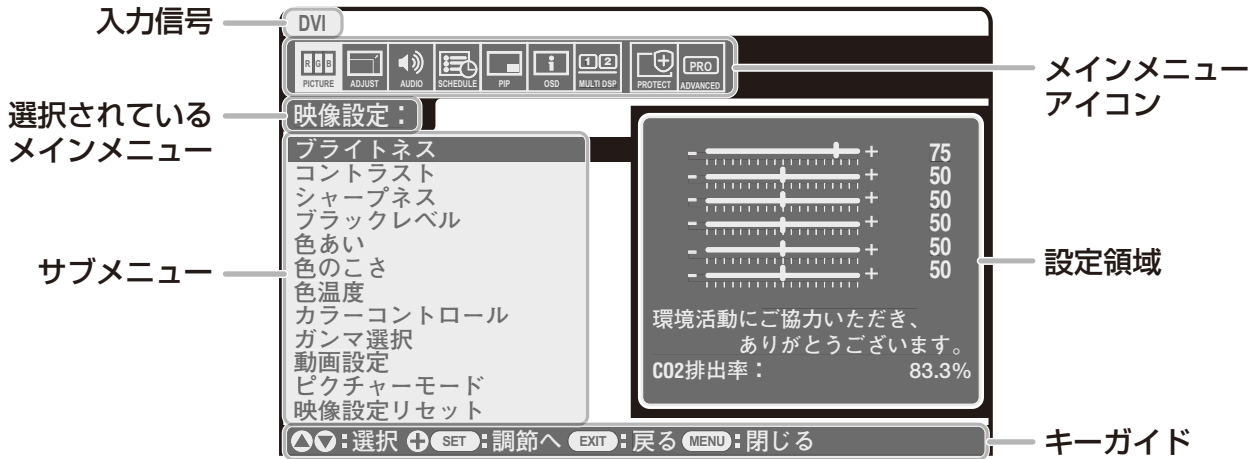 入力信号
DVI
R G B
PICTURE
ADJUST
AUDIO
SCHEDULE
PIP
i
OSD
1 2
MULTI DSP
PROTECT
PRO
ADVANCED
メインメニュー
アイコン
選択されている
メインメニュー
映像設定：
サブメニュー
ブライトネス
コントラスト
シャープネス
ブラックレベル
色あい
色のこさ
色温度
カラーコントロール
ガンマ選択
動画設定
ピクチャーモード
映像設定リセット
- + 75
- + 50
- + 50
- + 50
- + 50
- + 50
環境活動にご協力いただき、
ありがとうございます。
CO2排出率： 83.3%
設定領域
：選択 SET：調節へ EXIT：戻る MENU：閉じる
キーガイド